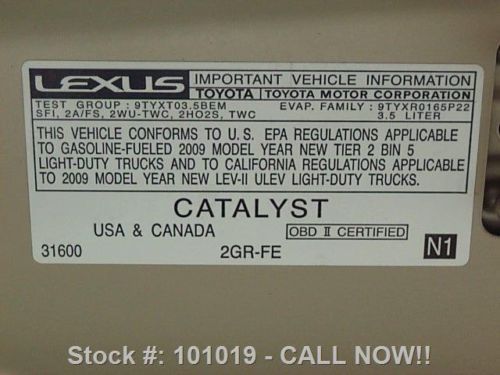 LEXUS
IMPORTANT VEHICLE INFORMATION
TOYOTA TOYOTA MOTOR CORPORATION
TEST GROUP : 9TYXT03.5BEM EVAP. FAMILY : 9TYXR0165P22
SFI, 2A/FS, 2WU-TWC, 2HO2S, TWC 3.5 LITER
THIS VEHICLE CONFORMS TO U.S. EPA REGULATIONS APPLICABLE
TO GASOLINE-FUELED 2009 MODEL YEAR NEW TIER 2 BIN 5
LIGHT-DUTY TRUCKS AND TO CALIFORNIA REGULATIONS APPLICABLE
TO 2009 MODEL YEAR NEW LEV-II ULEV LIGHT-DUTY TRUCKS.
CATALYST
USA & CANADA OBD II CERTIFIED
31600 2GR-FE N1
Stock #: 101019 - CALL NOW!!